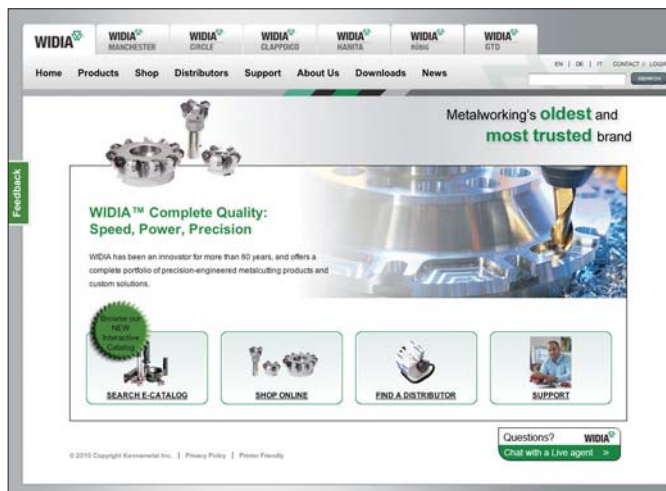 WIDIA
WIDIA MANCHESTER
WIDIA CIRCLE
WIDIA CLAPPDICO
WIDIA HANITA
WIDIA RÜBIG
WIDIA GTD
EN | DE | IT CONTACT
Home Products Shop Distributors Support About Us Downloads News
SEARCH
Metalworking's oldest and
most trusted brand
Feedback
WIDIA™ Complete Quality:
Speed, Power, Precision
WIDIA has been an innovator for more than 80 years, and offers a
complete portfolio of precision-engineered metalcutting products and
custom solutions.
Browse our
NEW
Interactive
Catalog
SEARCH E-CATALOG
SHOP ONLINE
FIND A DISTRIBUTOR
SUPPORT
Questions? WIDIA
Chat with a Live agent »
© 2010 Copyright Kennametal Inc. | Privacy Policy | Printer Friendly